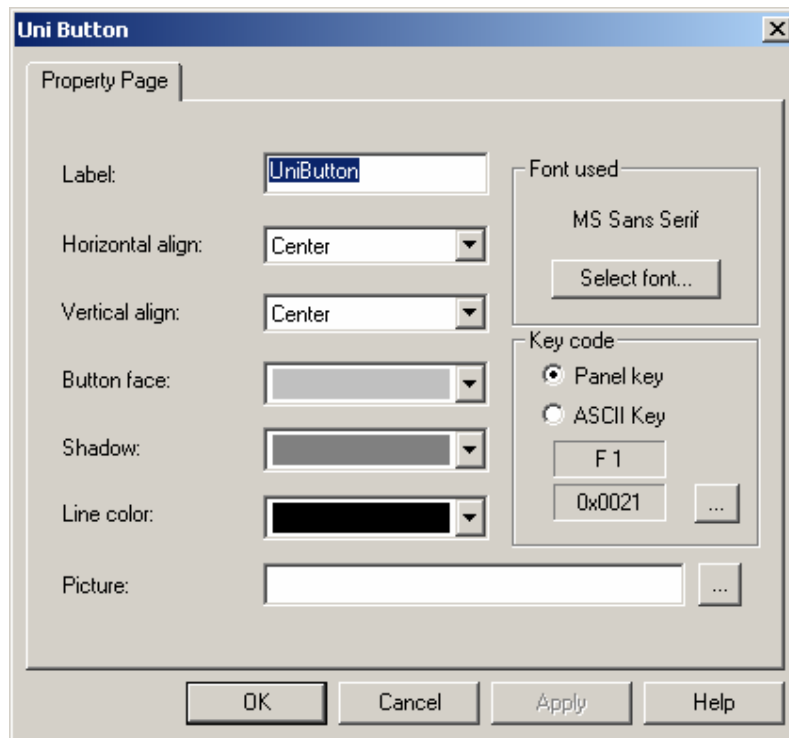 Uni Button
Property Page
Label:
UniButton
Horizontal align:
Center
Vertical align:
Center
Button face:
Shadow:
Line color:
Picture:
...
Font used
MS Sans Serif
Select font...
Key code
Panel key
ASCII Key
F 1
0x0021
...
OK
Cancel
Apply
Help